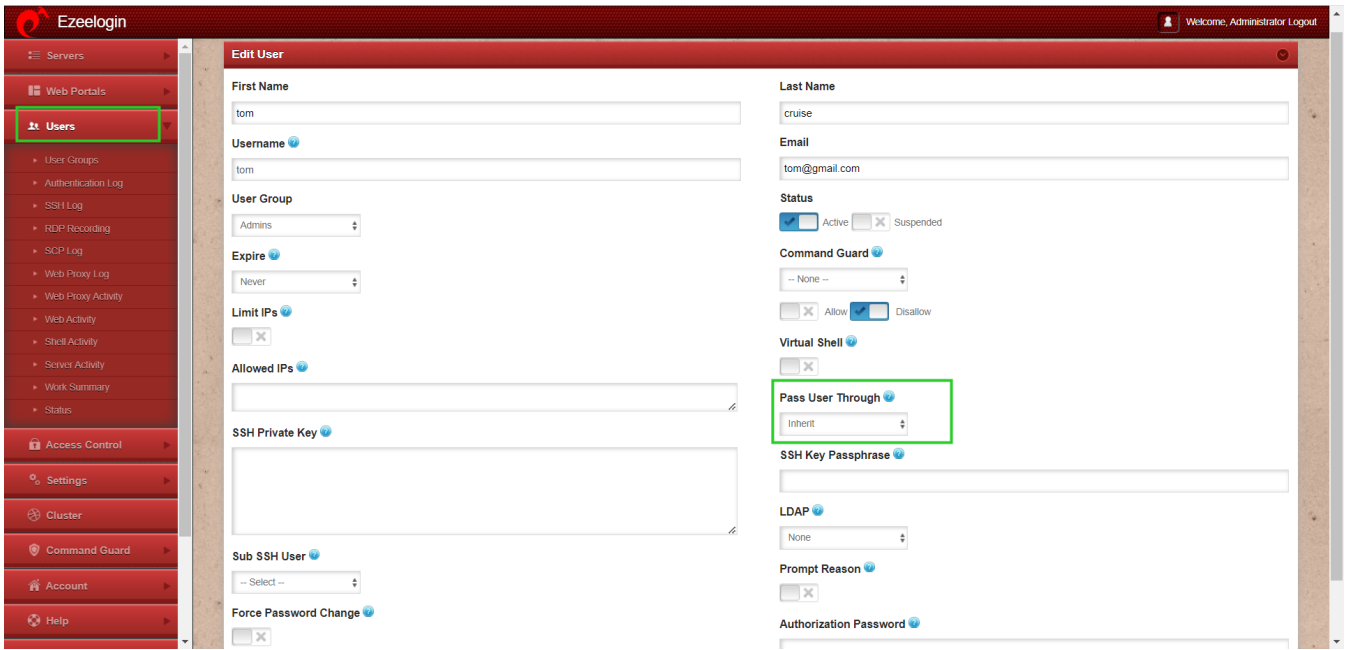 Ezeelogin
Welcome, Administrator Logout
Servers
Web Portals
Users
User Groups
Authentication Log
SSH Log
RDP Recording
SCP Log
Web Proxy Log
Web Proxy Activity
Web Activity
Shell Activity
Server Activity
Work Summary
Status
Access Control
Settings
Cluster
Command Guard
Account
Help
Edit User
First Name
tom
Username
tom
User Group
Admins
Expire
Never
Limit IPs
Allowed IPs
SSH Private Key
Sub SSH User
-- Select --
Force Password Change
Last Name
cruise
Email
tom@gmail.com
Status
Active Suspended
Command Guard
-- None --
Allow Disallow
Virtual Shell
Pass User Through
Inherit
SSH Key Passphrase
LDAP
None
Prompt Reason
Authorization Password